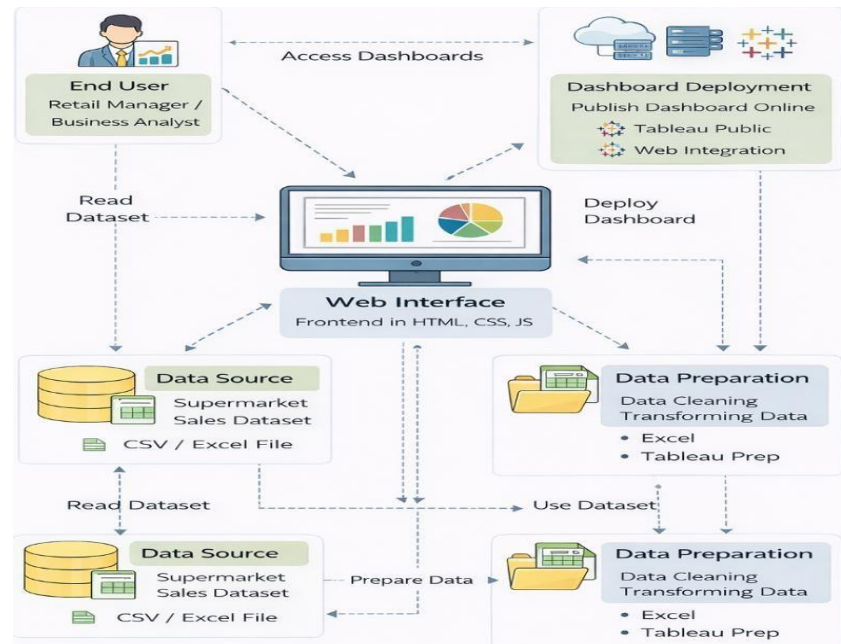 Access Dashboards
End User
Retail Manager /
Business Analyst
Dashboard Deployment
Publish Dashboard Online
Tableau Public
Web Integration
Read
Dataset
Deploy
Dashboard
Web Interface
Frontend in HTML, CSS, JS
Data Source
Supermarket
Sales Dataset
CSV / Excel File
Data Preparation
Data Cleaning
Transforming Data
• Excel
• Tableau Prep
Read Dataset
Use Dataset
Data Source
Supermarket
Sales Dataset
CSV / Excel File
Prepare Data
Data Preparation
Data Cleaning
Transforming Data
• Excel
• Tableau Prep